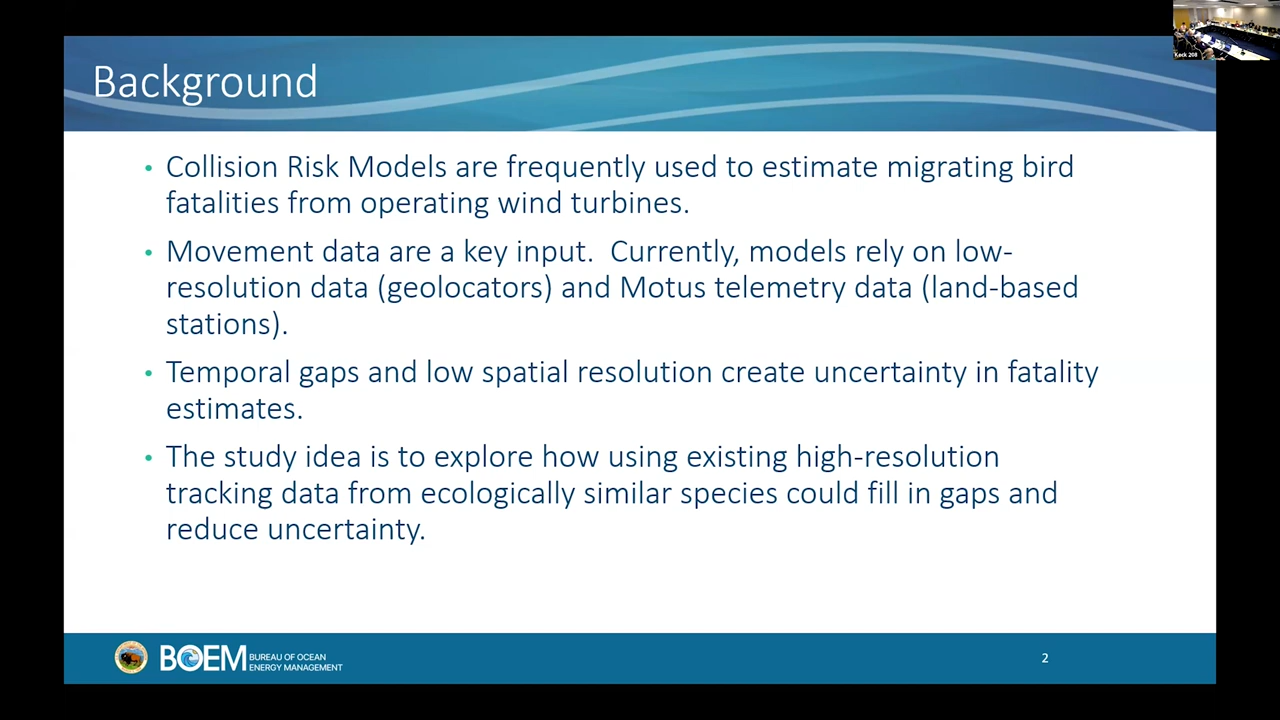 Keck 208
Background
• Collision Risk Models are frequently used to estimate migrating bird
fatalities from operating wind turbines.
• Movement data are a key input.  Currently, models rely on low-
resolution data (geolocators) and Motus telemetry data (land-based
stations).
• Temporal gaps and low spatial resolution create uncertainty in fatality
estimates.
• The study idea is to explore how using existing high-resolution
tracking data from ecologically similar species could fill in gaps and
reduce uncertainty.
BOEM
BUREAU OF OCEAN
ENERGY MANAGEMENT
2